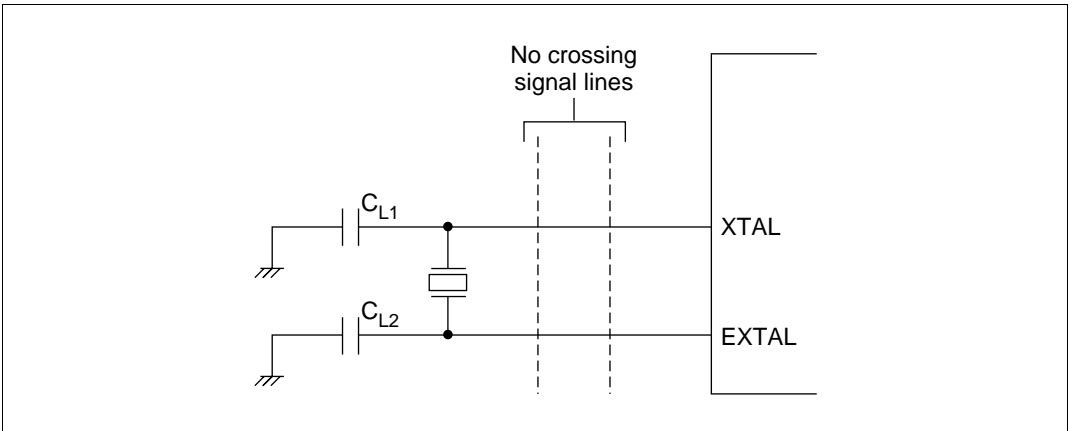 No crossing
signal lines
CL1
XTAL
CL2
EXTAL